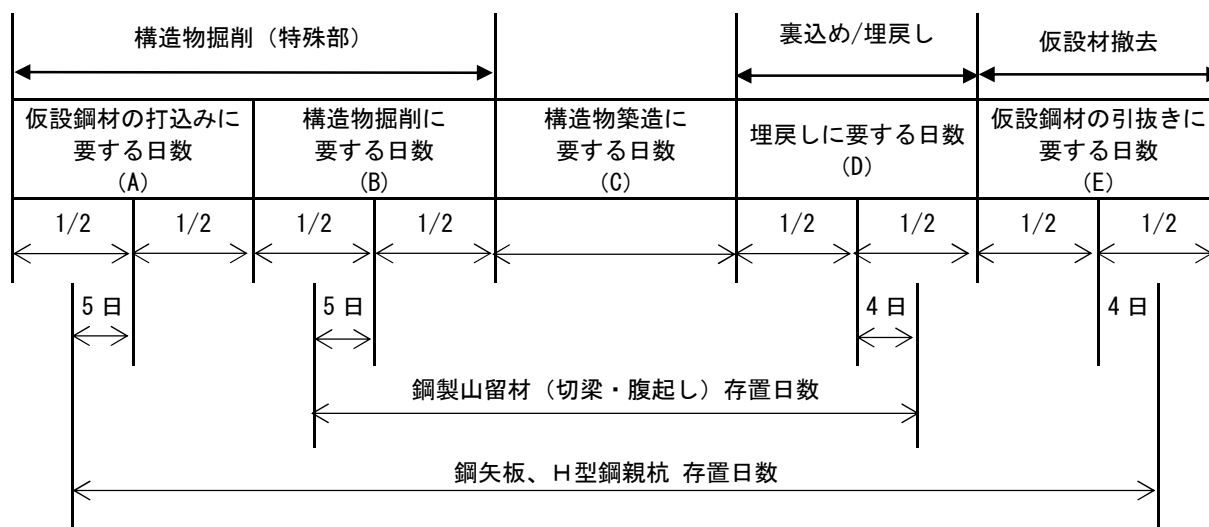 構造物掘削（特殊部）
裏込め/埋戻し
仮設材撤去
仮設鋼材の打込みに
要する日数
(A)
構造物掘削に
要する日数
(B)
構造物築造に
要する日数
(C)
埋戻しに要する日数
(D)
仮設鋼材の引抜きに
要する日数
(E)
1/2
1/2
1/2
1/2
1/2
1/2
1/2
1/2
5 日
5 日
4 日
4 日
鋼製山留材（切梁・腹起し）存置日数
鋼矢板、Ｈ型鋼親杭 存置日数